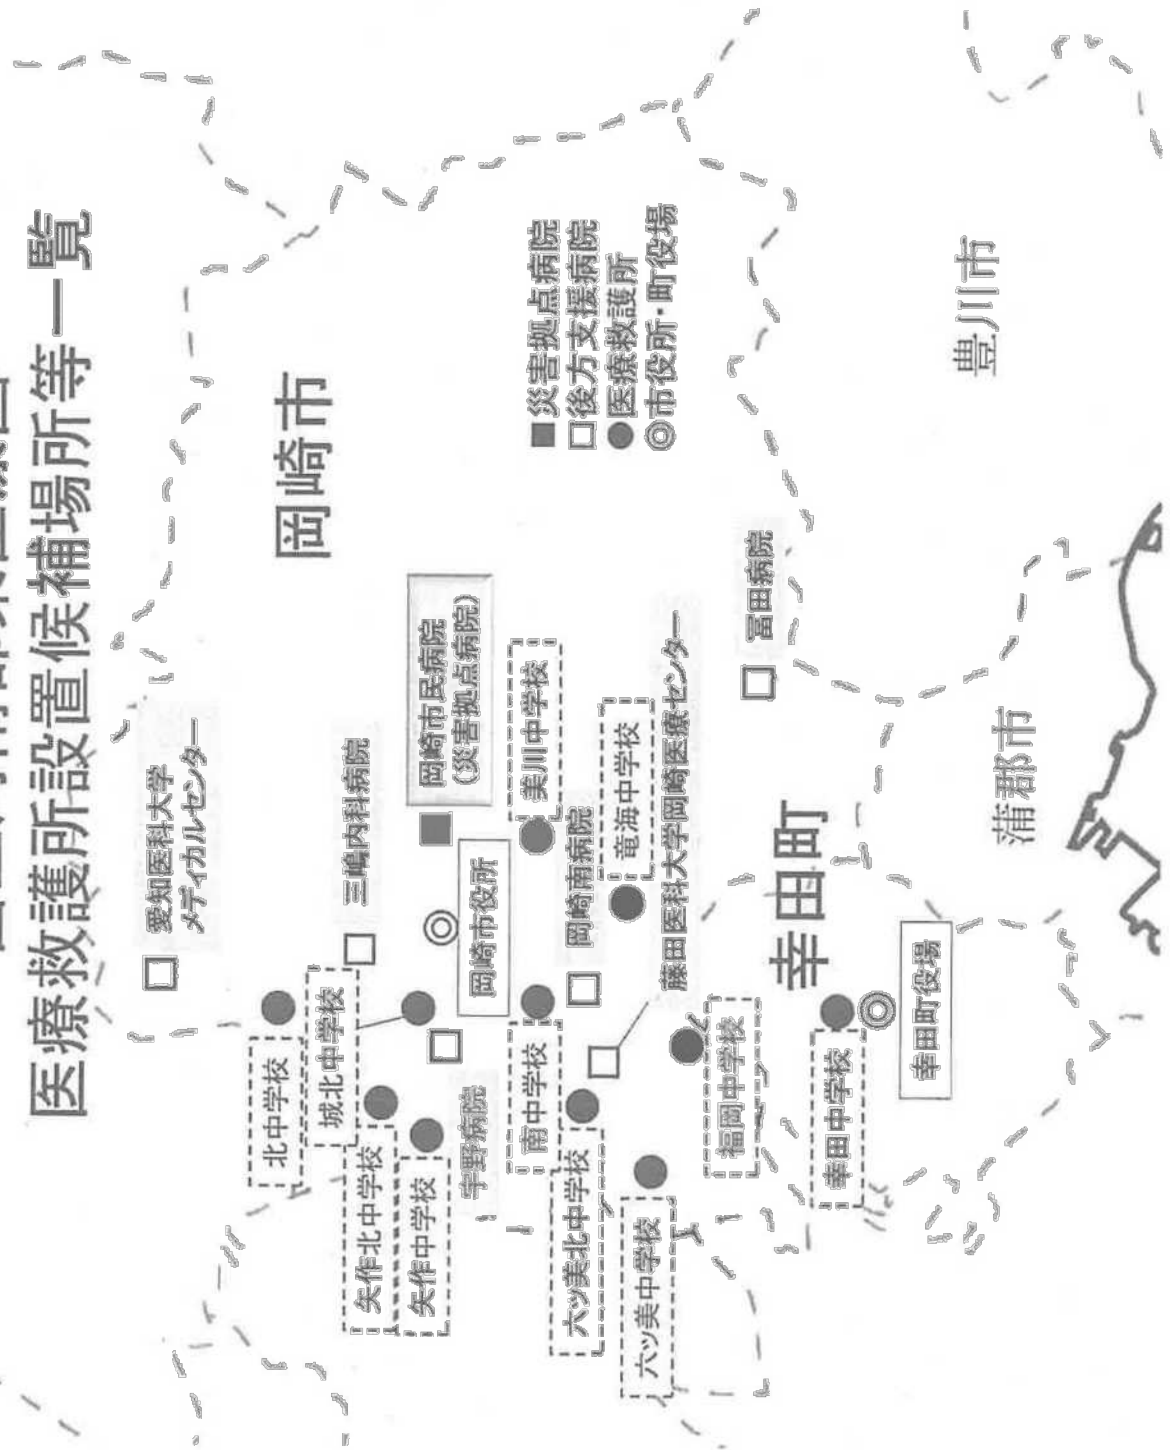 医療救護所設置候補場所等一覧
愛知医科大学
メディカルセンター
岡崎市
北中学校
城北中学校
三嶋内科病院
矢作北中学校
矢作中学校
岡崎市民病院
(災害拠点病院)
岡崎市役所
宇野病院
美川中学校
南中学校
■災害拠点病院
□後方支援病院
●医療救護所
◎市役所・町役場
岡崎南病院
六ツ美北中学校
竜海中学校
六ツ美中学校
藤田医科大学岡崎医療センター
福岡中学校
冨田病院
幸田町
幸田中学校
幸田町役場
豊川市
蒲郡市